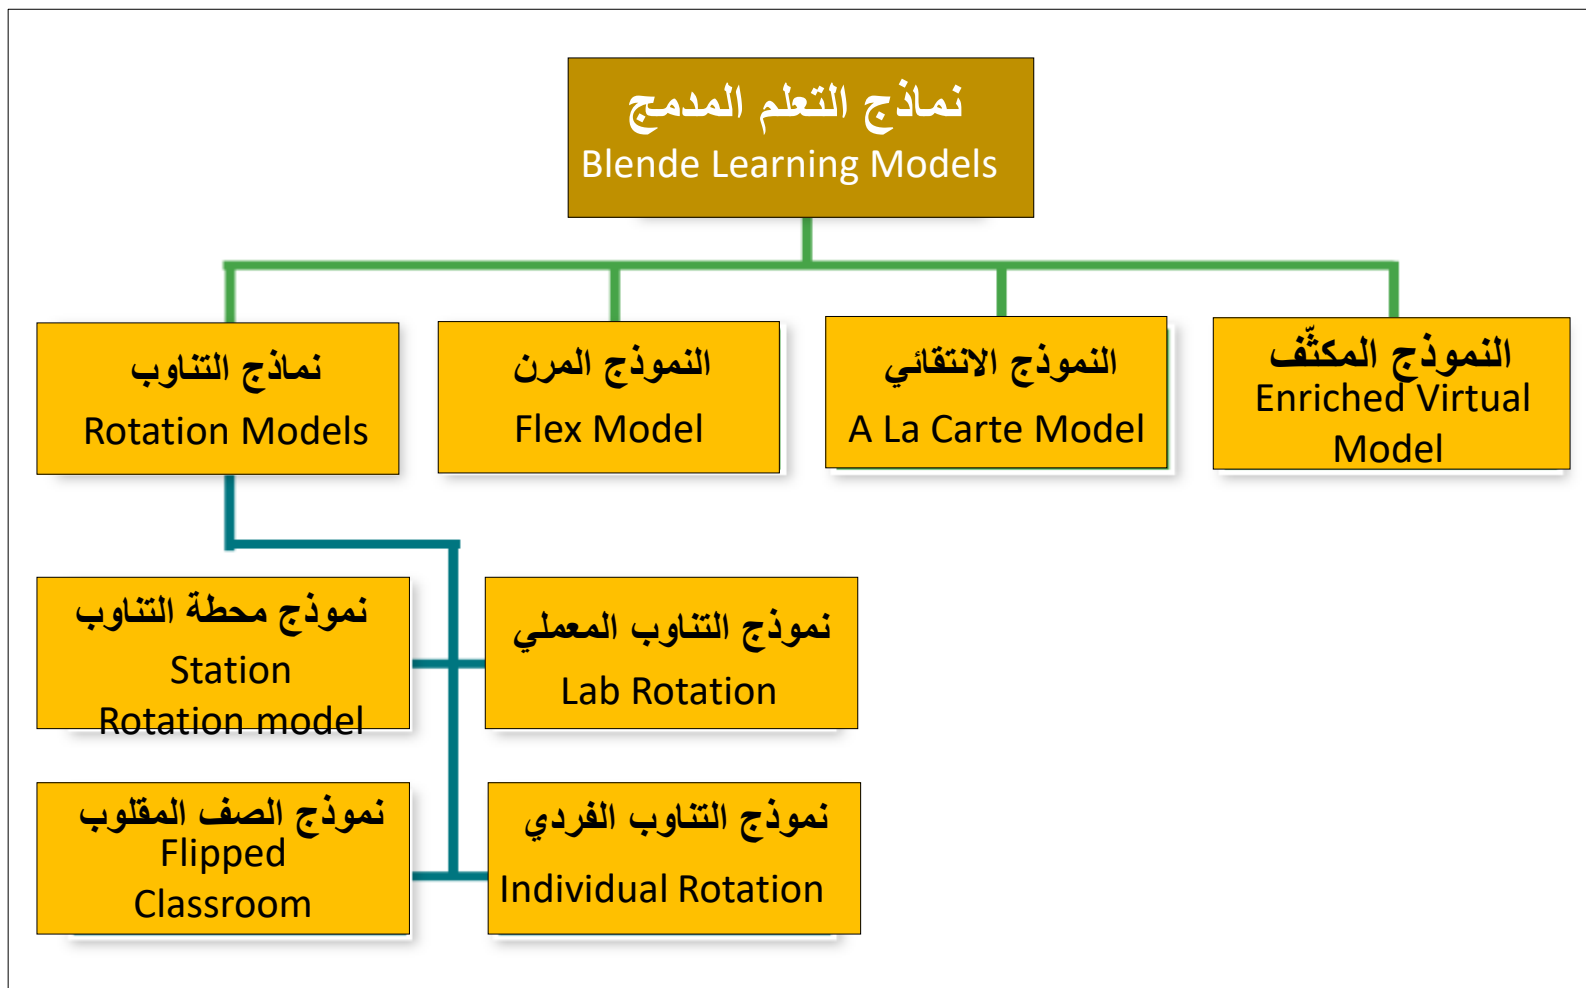 نماذج التعلم المدمج
Blende Learning Models
نماذج التناوب
Rotation Models
النموذج المرن
Flex Model
النموذج الانتقائي
A La Carte Model
النموذج المكثّف
Enriched Virtual
Model
نموذج محطة التناوب
Station
Rotation model
نموذج التناوب المعملي
Lab Rotation
نموذج الصف المقلوب
Flipped
Classroom
نموذج التناوب الفردي
Individual Rotation